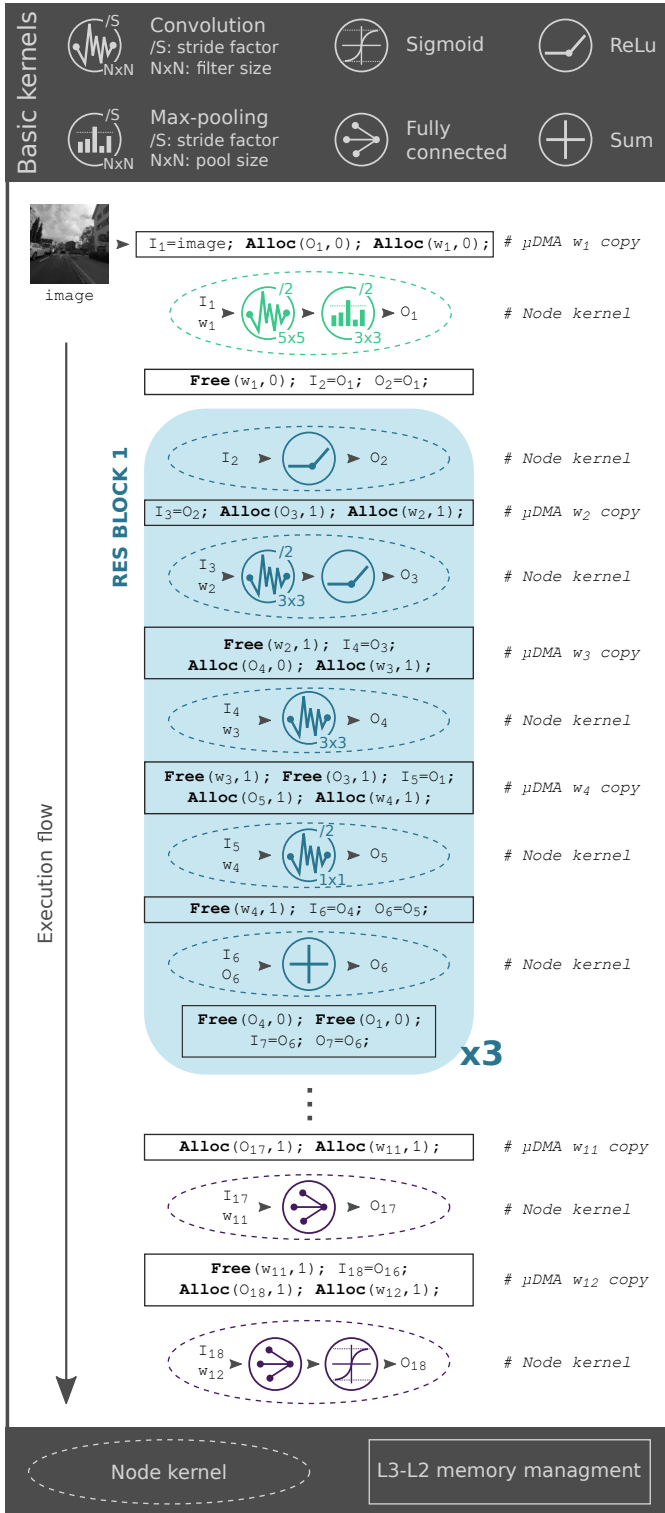 Basic kernels
/S
NxN
Convolution
/S: stride factor
NxN: filter size
Sigmoid
ReLu
/S
NxN
Max-pooling
/S: stride factor
NxN: pool size
Fully
connected
Sum
image
I1=image; Alloc(O1,0); Alloc(w1,0);
# µDMA w1 copy
I1
w1
/2
5x5
/2
3x3
O1
# Node kernel
Free(w1,0); I2=O1; O2=O1;
Execution flow
RES BLOCK 1
I2
O2
# Node kernel
I3=O2; Alloc(O3,1); Alloc(w2,1);
# µDMA w2 copy
I3
w2
/2
3x3
O3
# Node kernel
Free(w2,1); I4=O3;
Alloc(O4,0); Alloc(w3,1);
# µDMA w3 copy
I4
w3
3x3
O4
# Node kernel
Free(w3,1); Free(O3,1); I5=O1;
Alloc(O5,1); Alloc(w4,1);
# µDMA w4 copy
I5
w4
/2
1x1
O5
# Node kernel
Free(w4,1); I6=O4; O6=O5;
I6
O6
O6
# Node kernel
Free(O4,0); Free(O1,0);
I7=O6; O7=O6;
x3
Alloc(O17,1); Alloc(w11,1);
# µDMA w11 copy
I17
w11
O17
# Node kernel
Free(w11,1); I18=O16;
Alloc(O18,1); Alloc(w12,1);
# µDMA w12 copy
I18
w12
O18
# Node kernel
Node kernel
L3-L2 memory managment